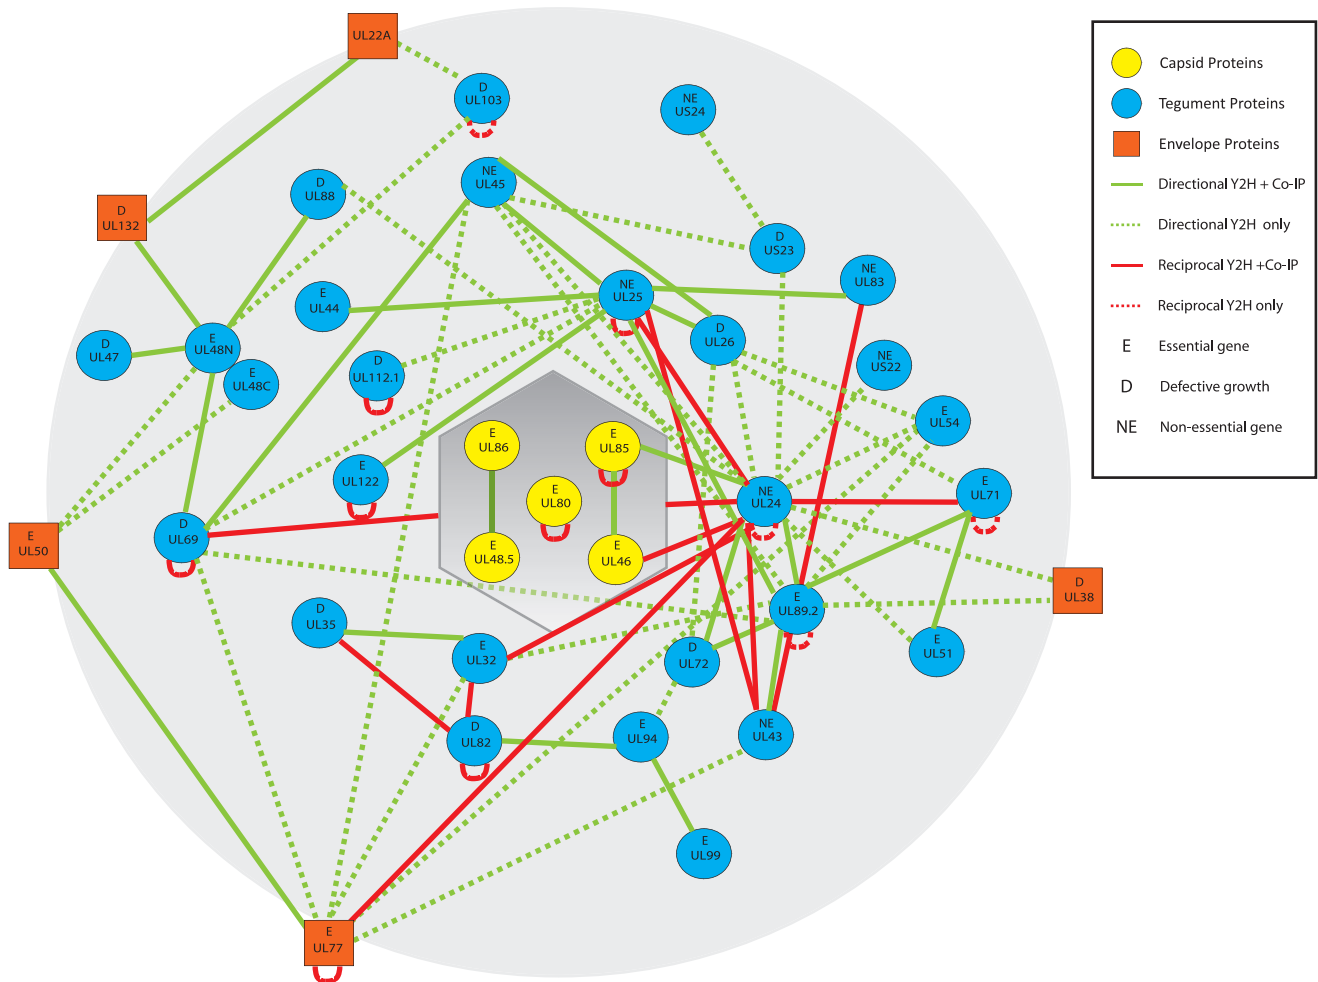 UL22A
D
UL103
NE
US24
D
UL88
NE
UL45
D
UL132
D
US23
NE
UL83
NE
UL25
E
UL44
D
UL26
D
UL47
E
UL48N
E
UL48C
D
UL112.1
NE
US22
E
UL54
E
UL86
E
UL85
E
UL122
E
UL80
NE
UL24
E
UL71
E
UL50
D
UL69
E
UL48.5
E
UL46
D
UL38
E
UL89.2
D
UL35
E
UL32
D
UL72
E
UL51
D
UL82
E
UL94
NE
UL43
E
UL99
E
UL77
Capsid Proteins
Tegument Proteins
Envelope Proteins
Directional Y2H + Co-IP
Directional Y2H only
Reciprocal Y2H +Co-IP
Reciprocal Y2H only
E Essential gene
D Defective growth
NE Non-essential gene